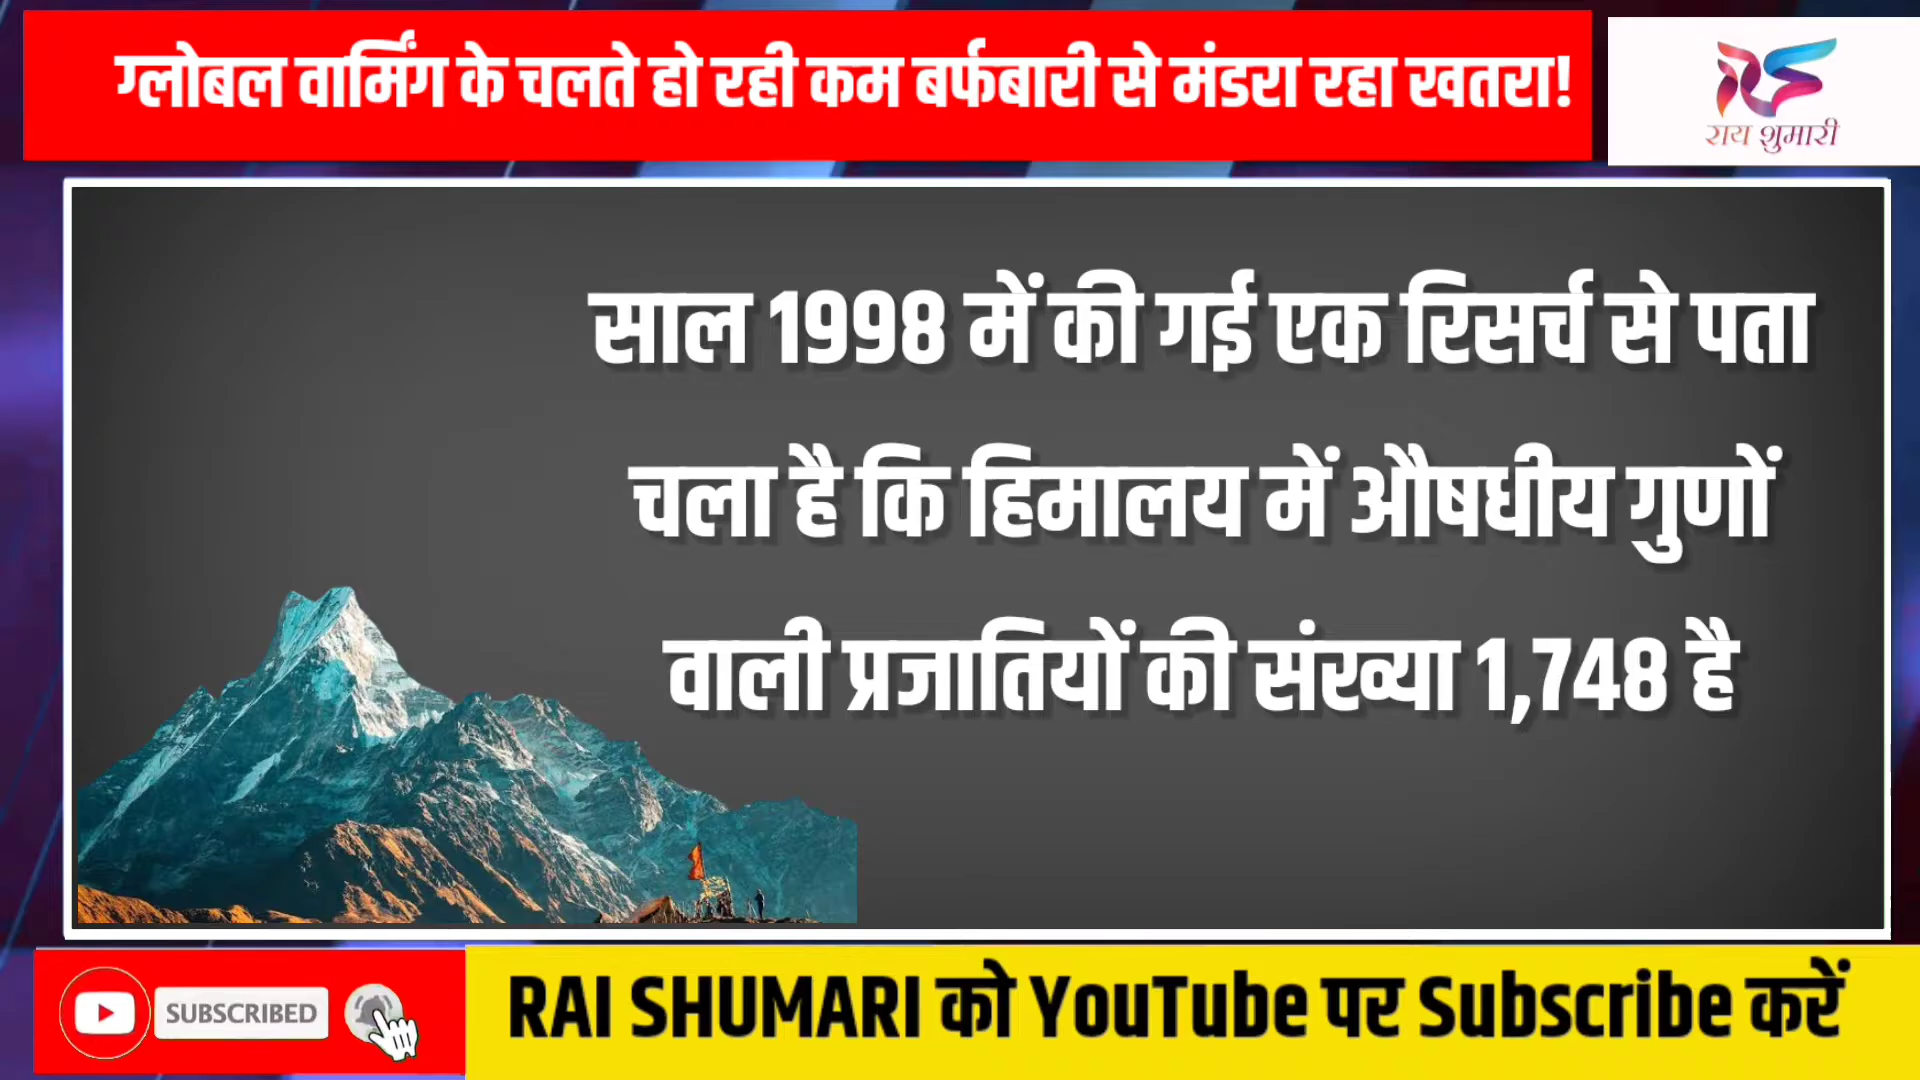 ग्लोबल वार्मिंग के चलते हो रही कम बर्फबारी से मंडरा रहा खतरा!
राय शुमारी
साल 1998 में की गई एक रिसर्च से पता
चला है कि हिमालय में औषधीय गुणों
वाली प्रजातियों की संख्या 1,748 है
SUBSCRIBED
RAI SHUMARI को YouTube पर Subscribe करें